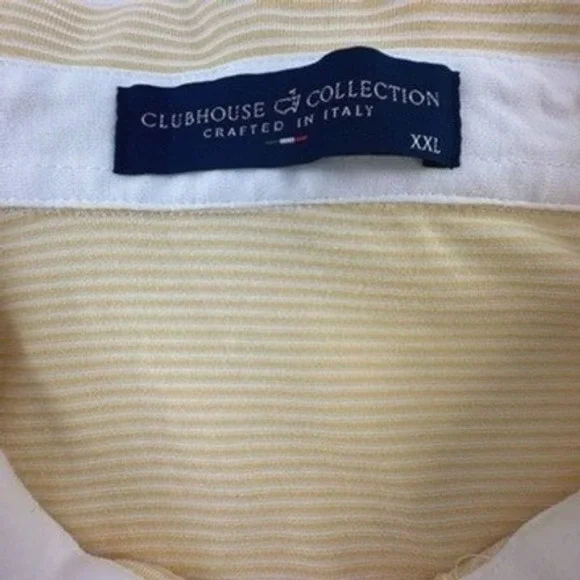 CLUBHOUSE COLLECTION
CRAFTED IN ITALY
XXL